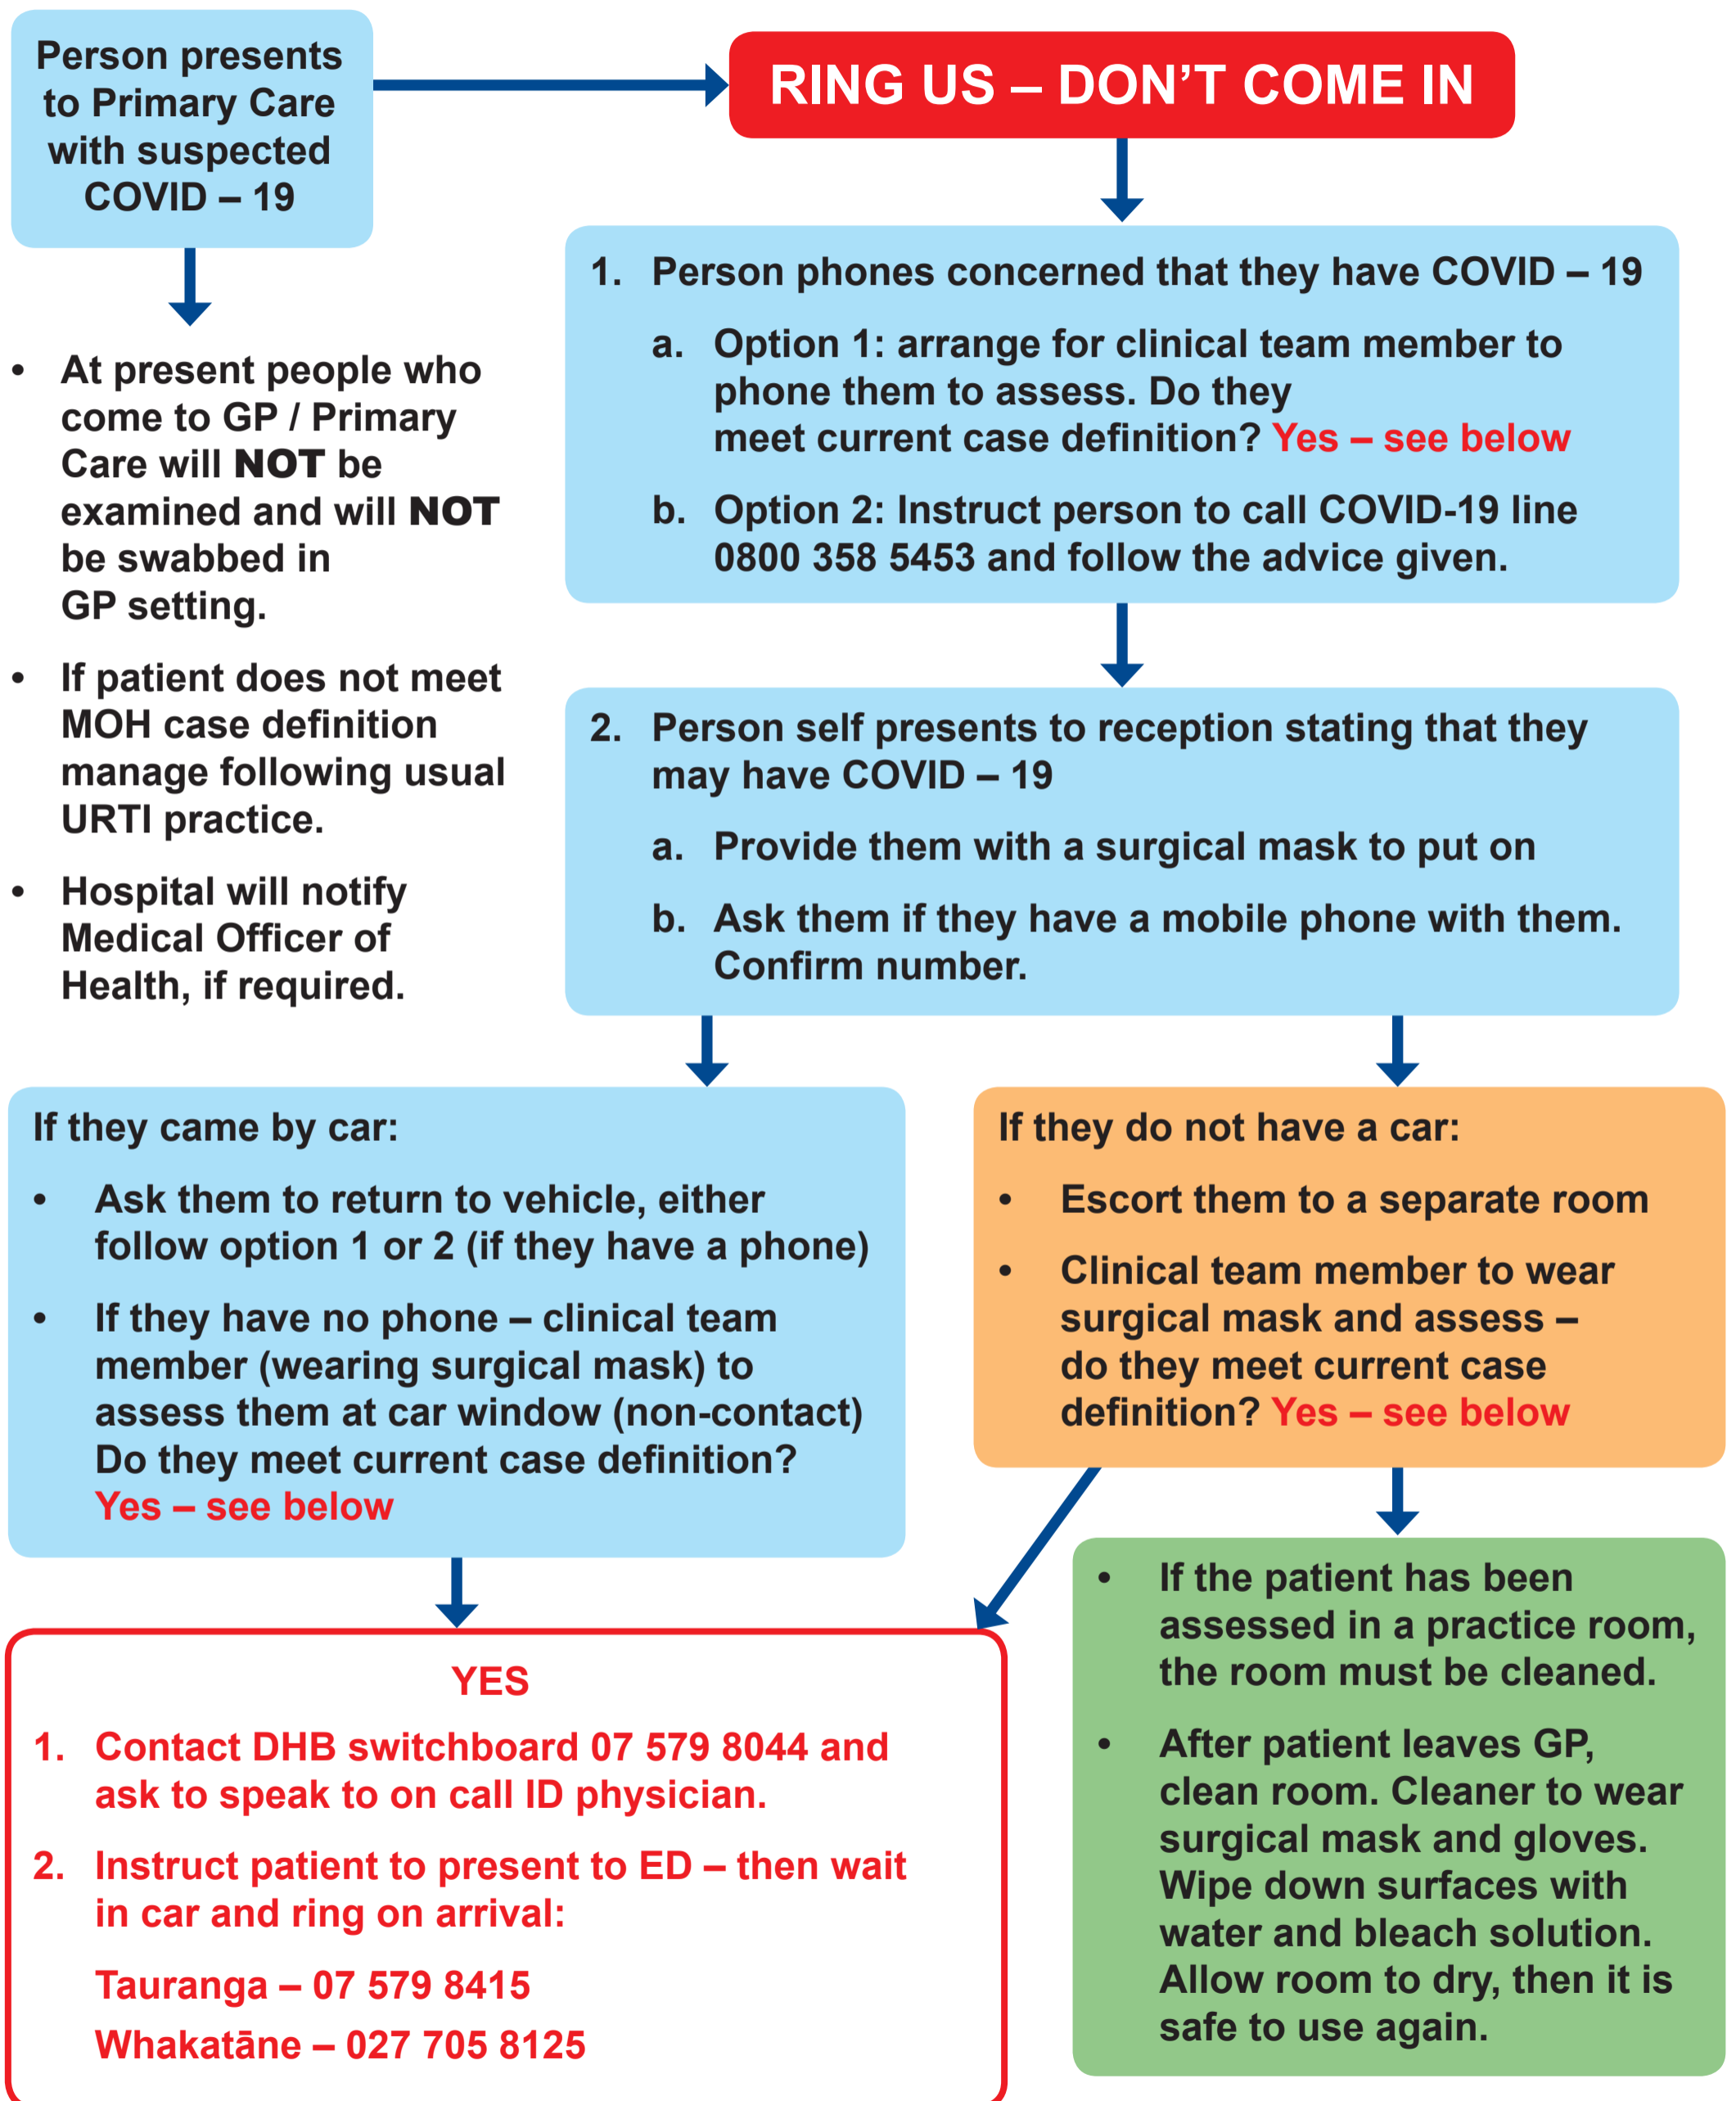 Person presents
to Primary Care
with suspected
COVID – 19
RING US – DON'T COME IN
• At present people who
come to GP / Primary
Care will NOT be
examined and will NOT
be swabbed in
GP setting.
• If patient does not meet
MOH case definition
manage following usual
URTI practice.
• Hospital will notify
Medical Officer of
Health, if required.
1. Person phones concerned that they have COVID – 19
a. Option 1: arrange for clinical team member to
phone them to assess. Do they
meet current case definition? Yes – see below
b. Option 2: Instruct person to call COVID-19 line
0800 358 5453 and follow the advice given.
2. Person self presents to reception stating that they
may have COVID – 19
a. Provide them with a surgical mask to put on
b. Ask them if they have a mobile phone with them.
Confirm number.
If they came by car:
• Ask them to return to vehicle, either
follow option 1 or 2 (if they have a phone)
• If they have no phone – clinical team
member (wearing surgical mask) to
assess them at car window (non-contact)
Do they meet current case definition?
Yes – see below
If they do not have a car:
• Escort them to a separate room
• Clinical team member to wear
surgical mask and assess –
do they meet current case
definition? Yes – see below
YES
1. Contact DHB switchboard 07 579 8044 and
ask to speak to on call ID physician.
2. Instruct patient to present to ED – then wait
in car and ring on arrival:
Tauranga – 07 579 8415
Whakatāne – 027 705 8125
• If the patient has been
assessed in a practice room,
the room must be cleaned.
• After patient leaves GP,
clean room. Cleaner to wear
surgical mask and gloves.
Wipe down surfaces with
water and bleach solution.
Allow room to dry, then it is
safe to use again.